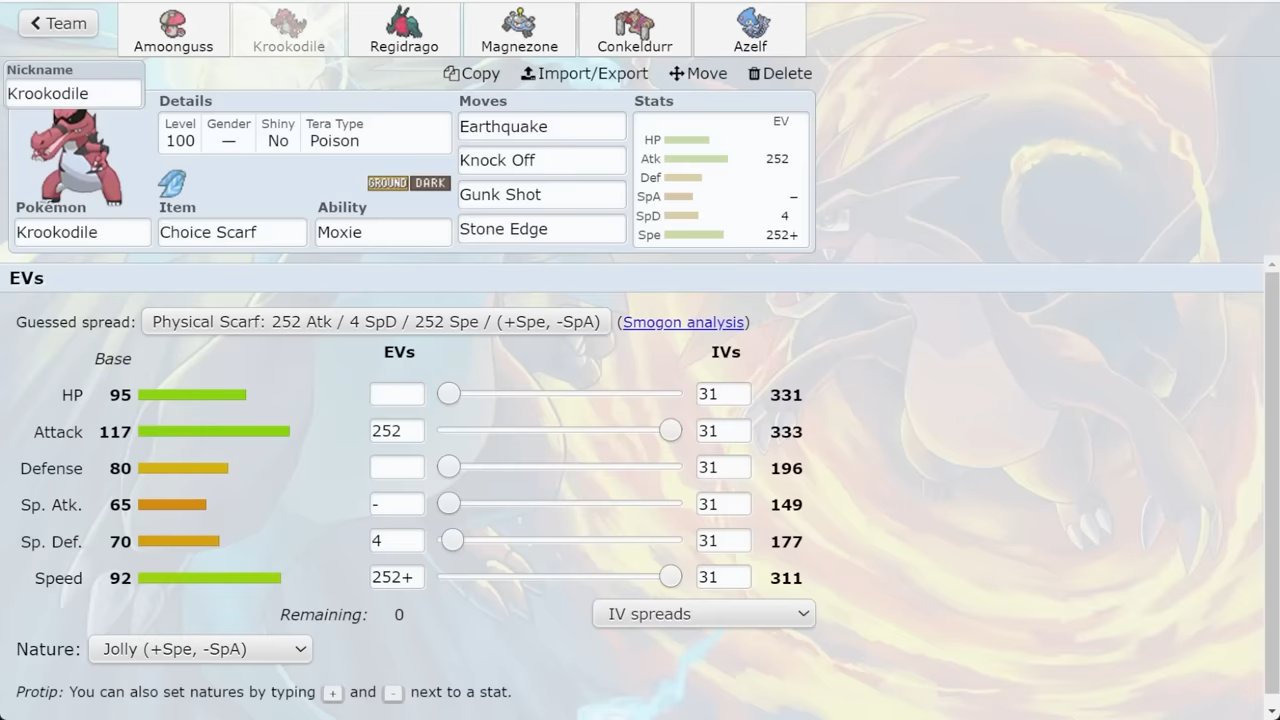 Team
Amoonguss
Krookodile
Regidrago
Magnezone
Conkeldurr
Azelf
Nickname
Krookodile
Copy
Import/Export
Move
Delete
Details
Level
100
Gender
—
Shiny
No
Tera Type
Poison
GROUND DARK
Pokémon
Krookodile
Item
Choice Scarf
Ability
Moxie
Moves
Earthquake
Knock Off
Gunk Shot
Stone Edge
Stats
EV
HP
Atk 252
Def
SpA –
SpD 4
Spe 252+
EVs
Guessed spread: Physical Scarf: 252 Atk / 4 SpD / 252 Spe / (+Spe, -SpA) (Smogon analysis)
Base EVs IVs
HP 95 31 331
Attack 117 252 31 333
Defense 80 31 196
Sp. Atk. 65 - 31 149
Sp. Def. 70 4 31 177
Speed 92 252+ 31 311
Remaining: 0 IV spreads
Nature: Jolly (+Spe, -SpA)
Protip: You can also set natures by typing + and - next to a stat.